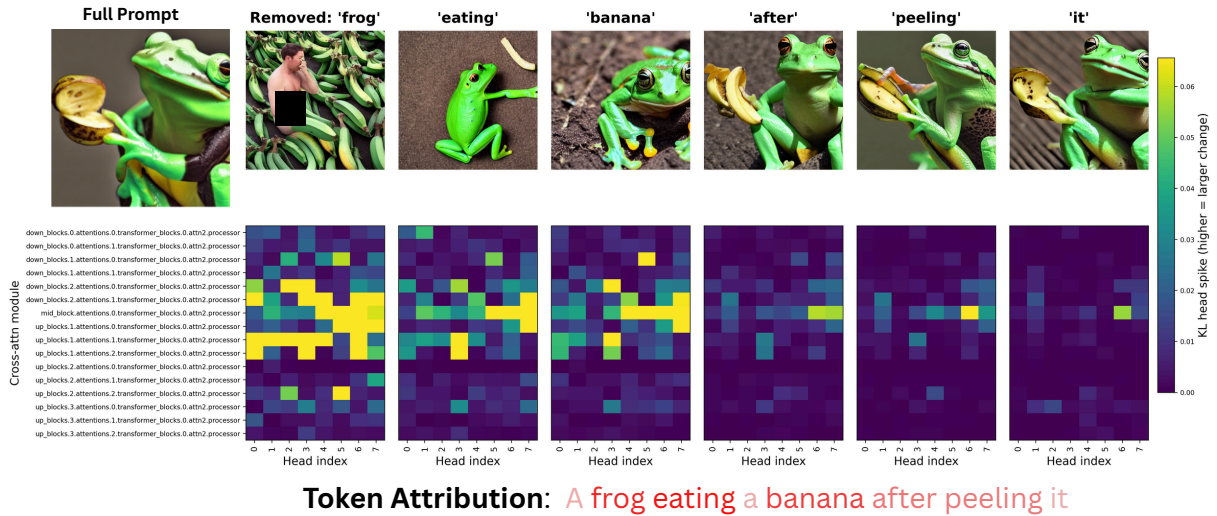 Full Prompt
Removed: 'frog'
'eating'
'banana'
'after'
'peeling'
'it'
0.06
0.05
0.04
0.03
0.02
0.01
0.00
KL head spike (higher = larger change)
Cross-attn module
down_blocks.0.attentions.0.transformer_blocks.0.attn2.processor
down_blocks.0.attentions.1.transformer_blocks.0.attn2.processor
down_blocks.1.attentions.0.transformer_blocks.0.attn2.processor
down_blocks.1.attentions.1.transformer_blocks.0.attn2.processor
down_blocks.2.attentions.0.transformer_blocks.0.attn2.processor
down_blocks.2.attentions.1.transformer_blocks.0.attn2.processor
mid_block.attentions.0.transformer_blocks.0.attn2.processor
up_blocks.1.attentions.0.transformer_blocks.0.attn2.processor
up_blocks.1.attentions.1.transformer_blocks.0.attn2.processor
up_blocks.1.attentions.2.transformer_blocks.0.attn2.processor
up_blocks.2.attentions.0.transformer_blocks.0.attn2.processor
up_blocks.2.attentions.1.transformer_blocks.0.attn2.processor
up_blocks.2.attentions.2.transformer_blocks.0.attn2.processor
up_blocks.3.attentions.0.transformer_blocks.0.attn2.processor
up_blocks.3.attentions.1.transformer_blocks.0.attn2.processor
up_blocks.3.attentions.2.transformer_blocks.0.attn2.processor
0 1 2 3 4 5 6 7
Head index
0 1 2 3 4 5 6 7
Head index
0 1 2 3 4 5 6 7
Head index
0 1 2 3 4 5 6 7
Head index
0 1 2 3 4 5 6 7
Head index
0 1 2 3 4 5 6 7
Head index
Token Attribution: A frog eating a banana after peeling it